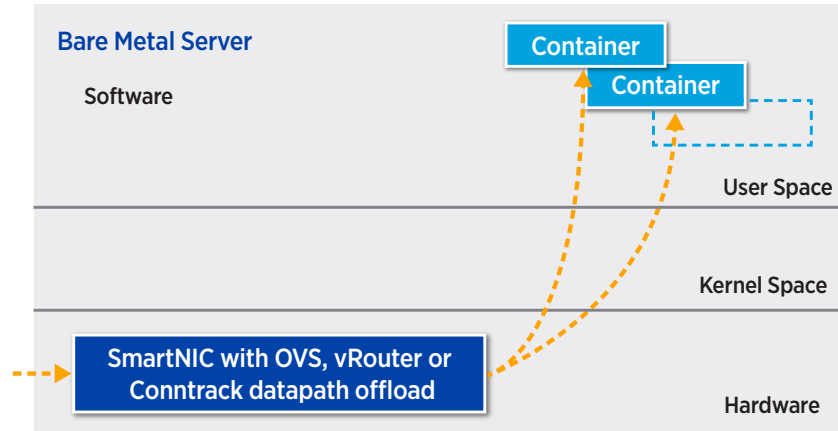 Bare Metal Server
Container
Software
Container
User Space
Kernel Space
SmartNIC with OVS, vRouter or
Conntrack datapath offload
Hardware